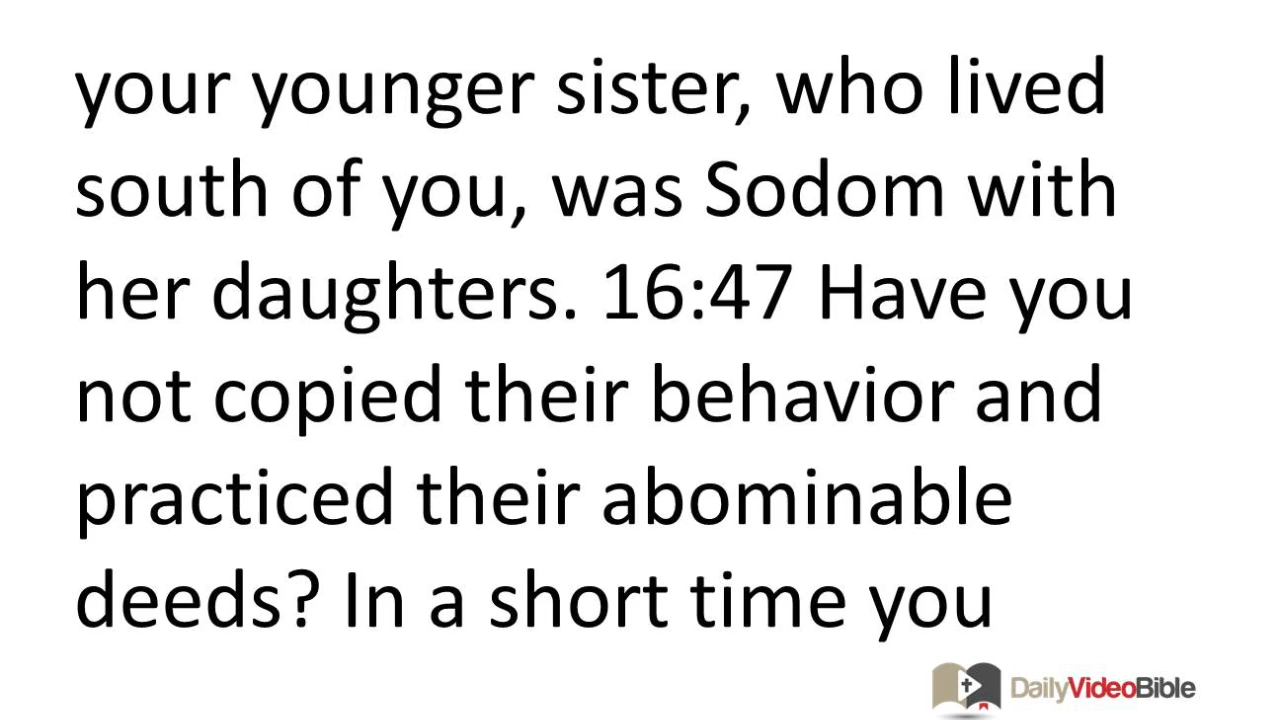 your younger sister, who lived
south of you, was Sodom with
her daughters. 16:47 Have you
not copied their behavior and
practiced their abominable
deeds? In a short time you
DailyVideoBible